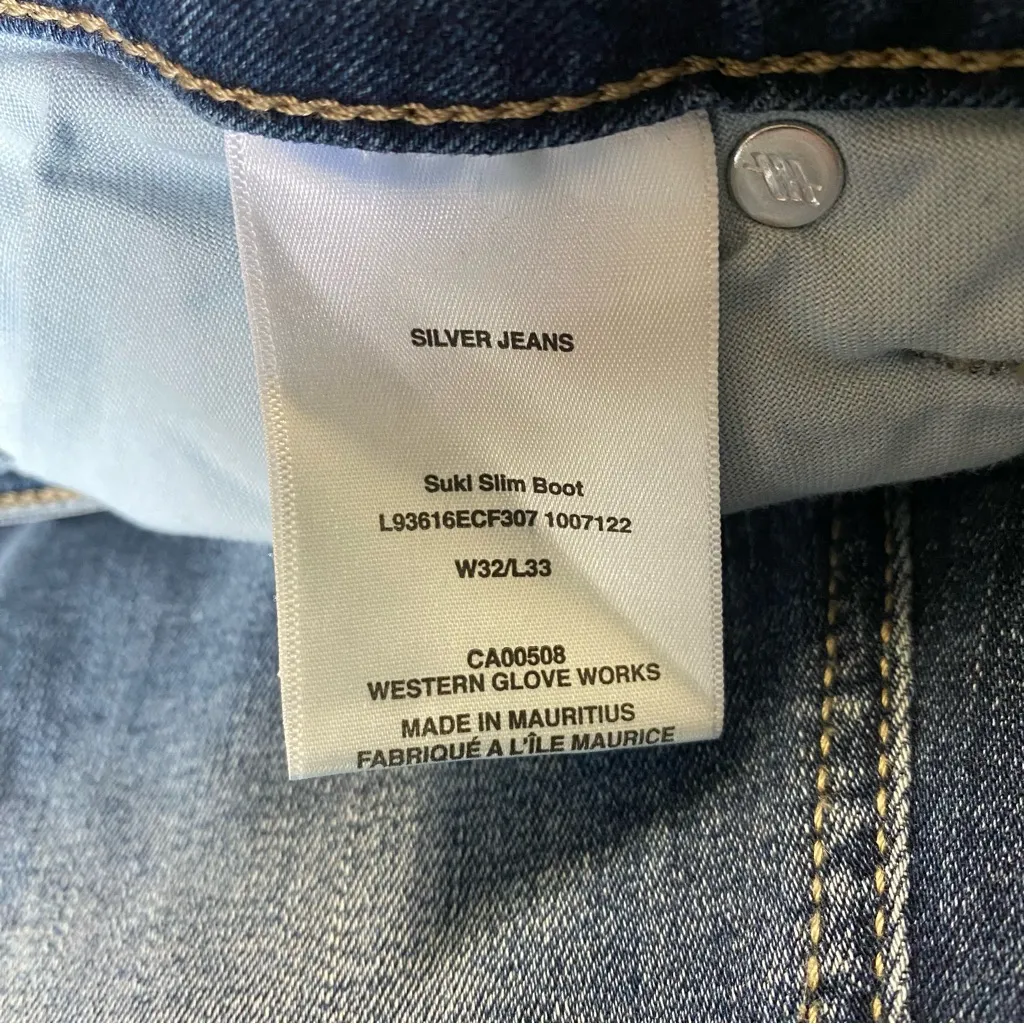 SILVER JEANS
Suki Slim Boot
L93616ECF307 1007122
W32/L33
CA00508
WESTERN GLOVE WORKS
MADE IN MAURITIUS
FABRIQUÉ A L'ÎLE MAURICE